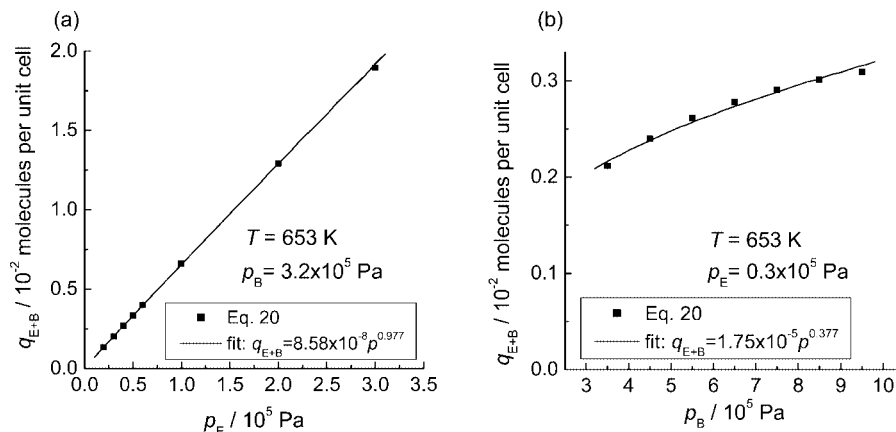 (a)
q_E+B / 10^-2 molecules per unit cell
2.0
1.5
1.0
0.5
0.0
T = 653 K
p_B = 3.2x10^5 Pa
Eq. 20
fit: q_E+B=8.58x10^-8p^0.977
0.0 0.5 1.0 1.5 2.0 2.5 3.0 3.5
p_E / 10^5 Pa
(b)
q_E+B / 10^-2 molecules per unit cell
0.3
0.2
0.1
0.0
T = 653 K
p_E = 0.3x10^5 Pa
Eq. 20
fit: q_E+B=1.75x10^-5p^0.377
3 4 5 6 7 8 9 10
p_B / 10^5 Pa